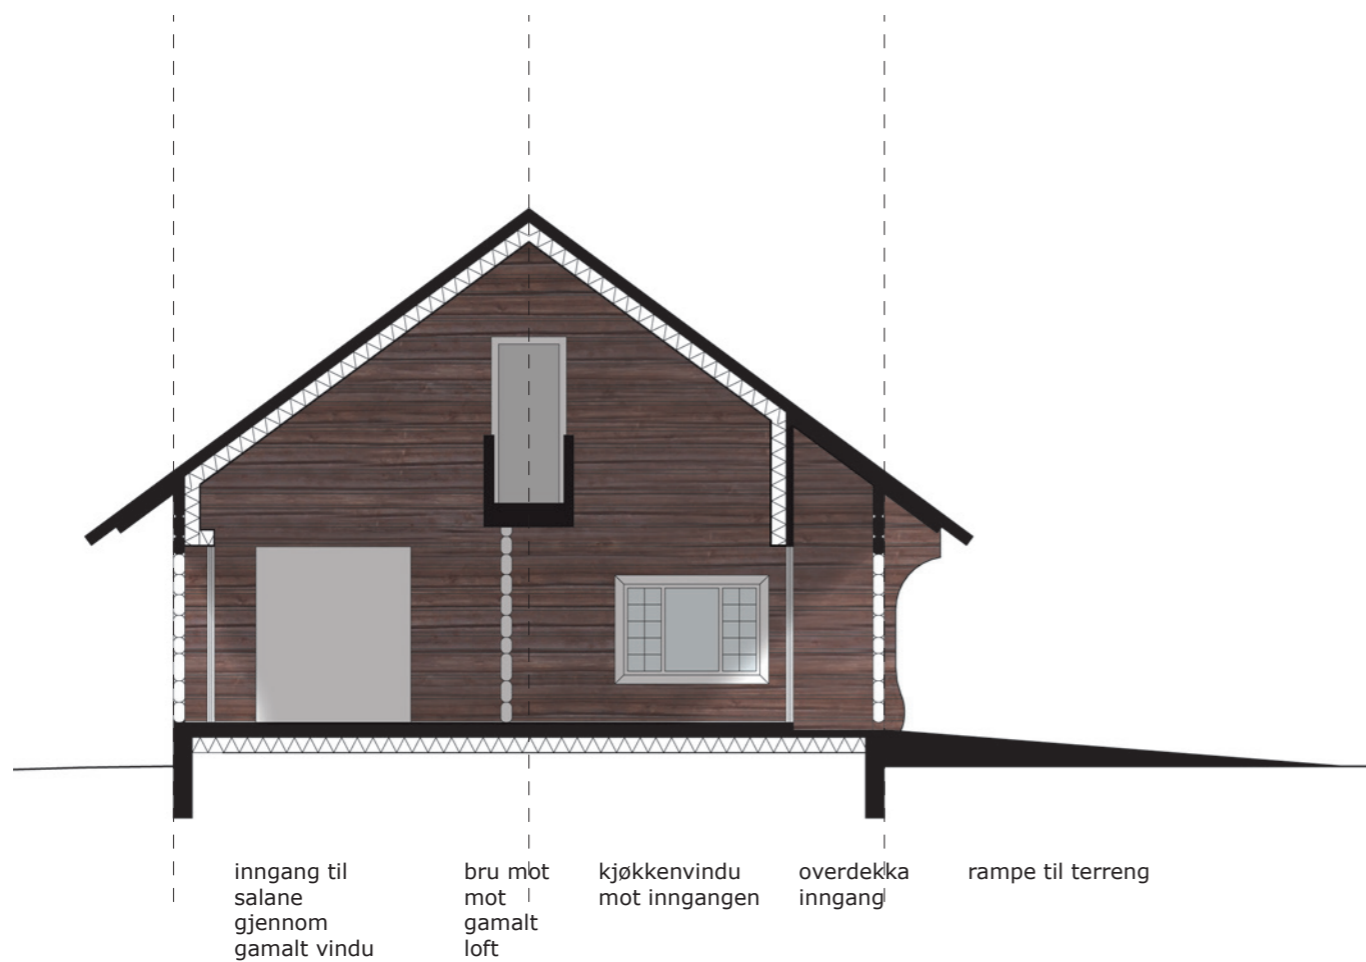 inngang til
salane
gjennom
gamalt vindu
bru mot
mot
gamalt
loft
kjøkkenvindu
mot inngangen
overdekka
inngang
rampe til terreng